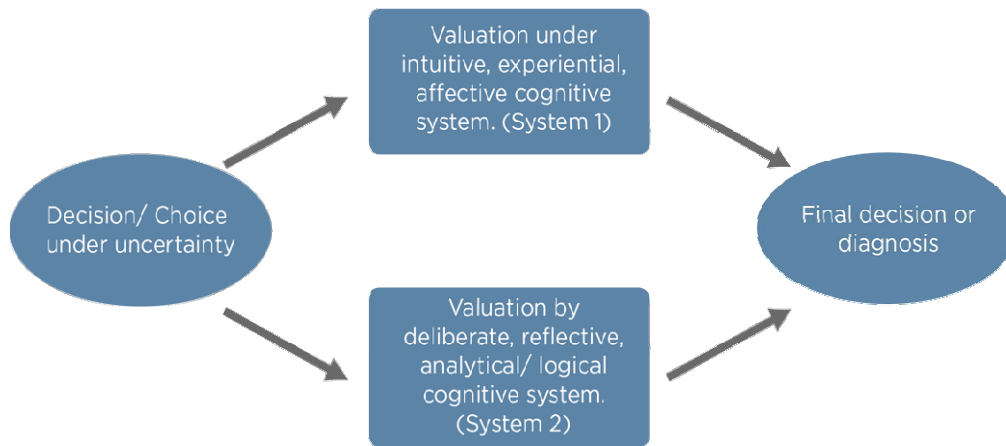 Valuation under
intuitive, experiential,
affective cognitive
system. (System 1)
Decision/ Choice
under uncertainty
Final decision or
diagnosis
Valuation by
deliberate, reflective,
analytical/ logical
cognitive system.
(System 2)